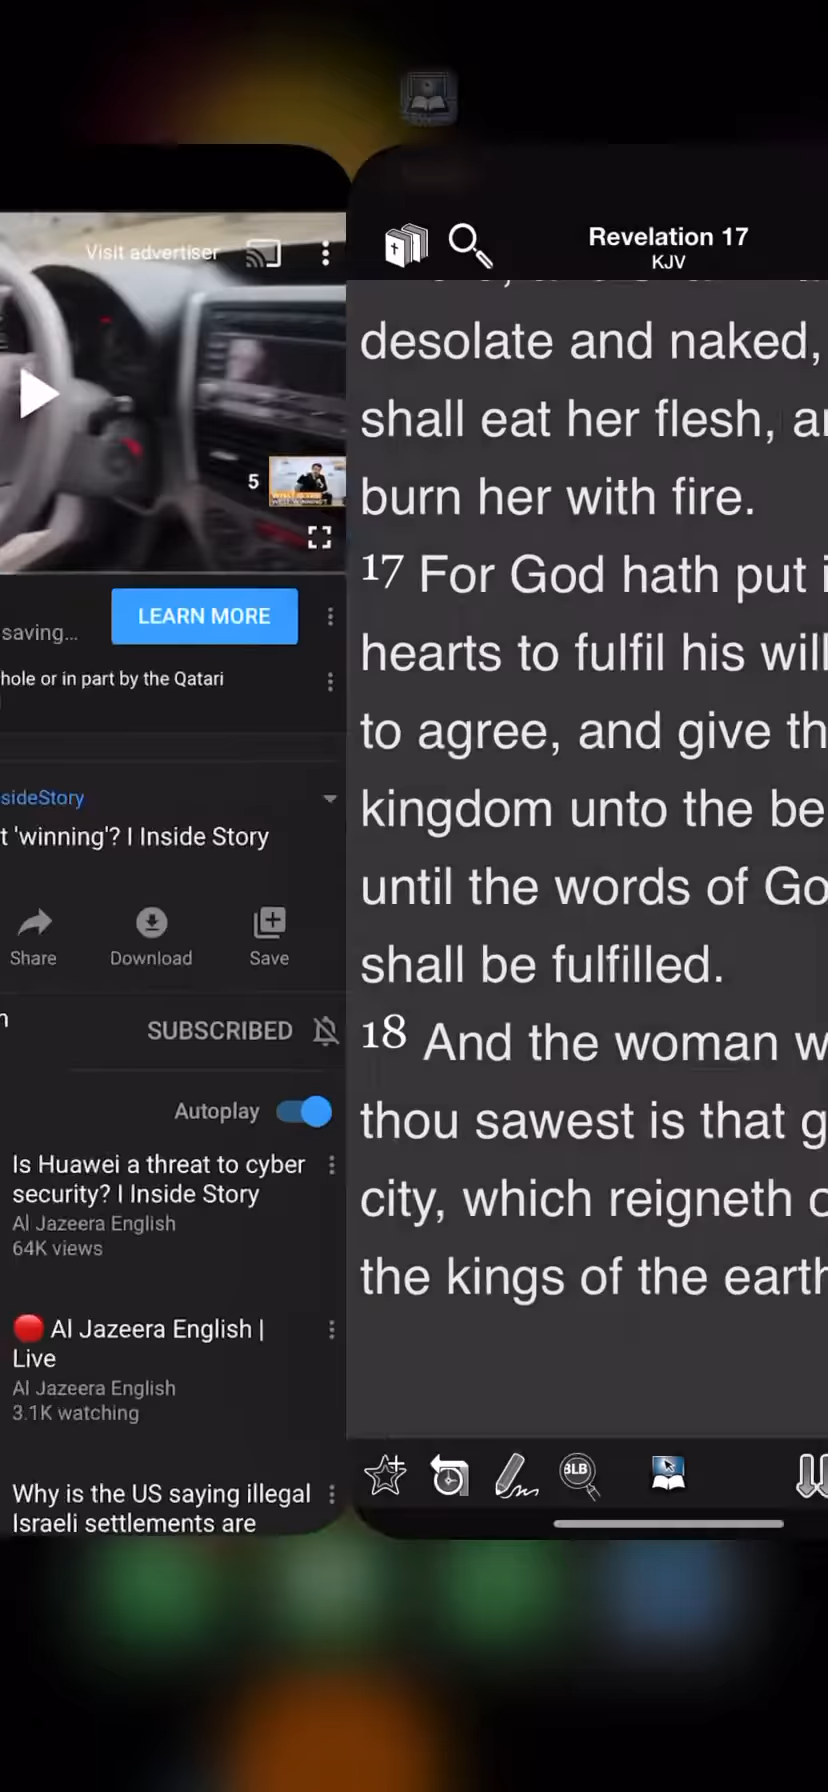 Visit advertiser
5
saving...
LEARN MORE
hole or in part by the Qatari
sideStory
t 'winning'? I Inside Story
Share
Download
Save
n
SUBSCRIBED
Autoplay
Is Huawei a threat to cyber
security? I Inside Story
Al Jazeera English
64K views
Al Jazeera English |
Live
Al Jazeera English
3.1K watching
Why is the US saying illegal
Israeli settlements are
Revelation 17
KJV
desolate and naked,
shall eat her flesh, an
burn her with fire.
17 For God hath put i
hearts to fulfil his will
to agree, and give th
kingdom unto the be
until the words of Go
shall be fulfilled.
18 And the woman w
thou sawest is that g
city, which reigneth o
the kings of the earth
BLB